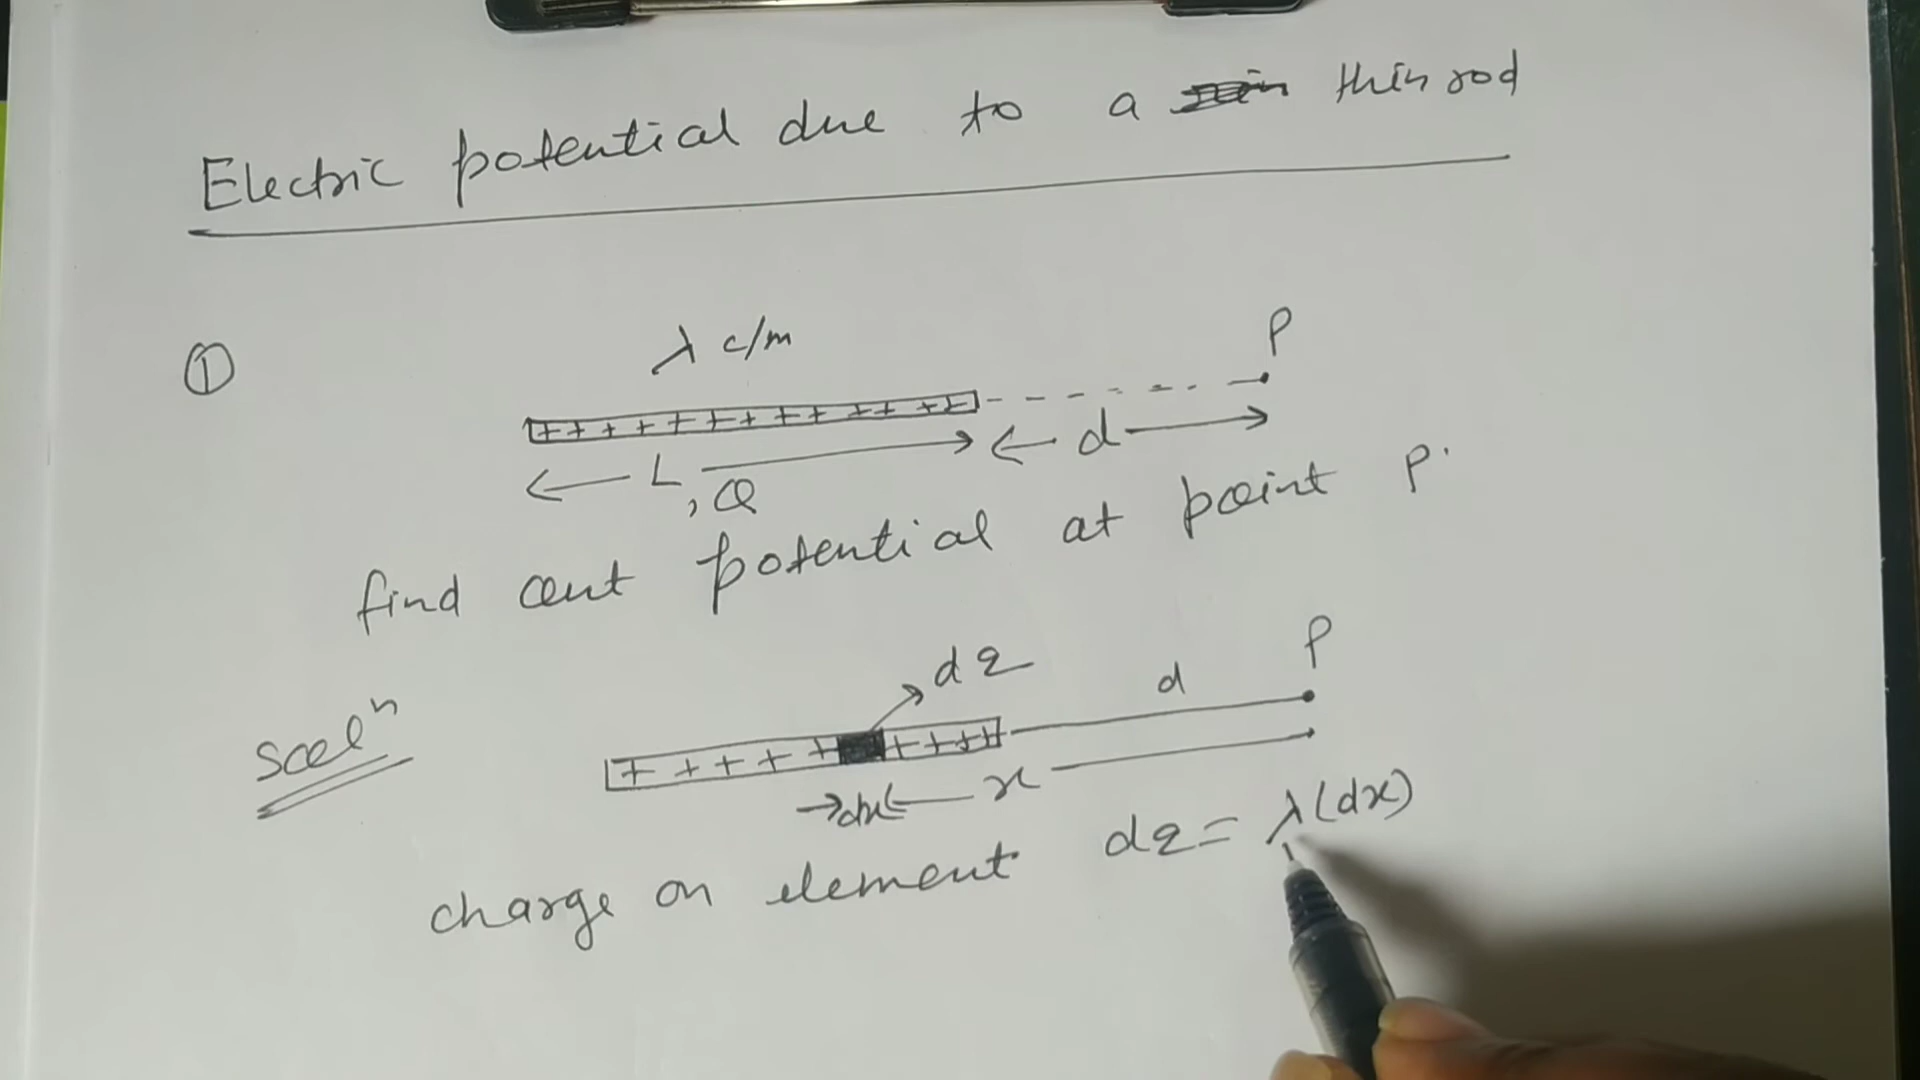 Electric potential due to a thin rod
①
λ c/m
P
+ + + + + + + + + + + +
L, Q
d
find out potential at point P.
Solⁿ
dq
d
P
+ + + + + + + + +
dx
x
charge on element dq = λ(dx)